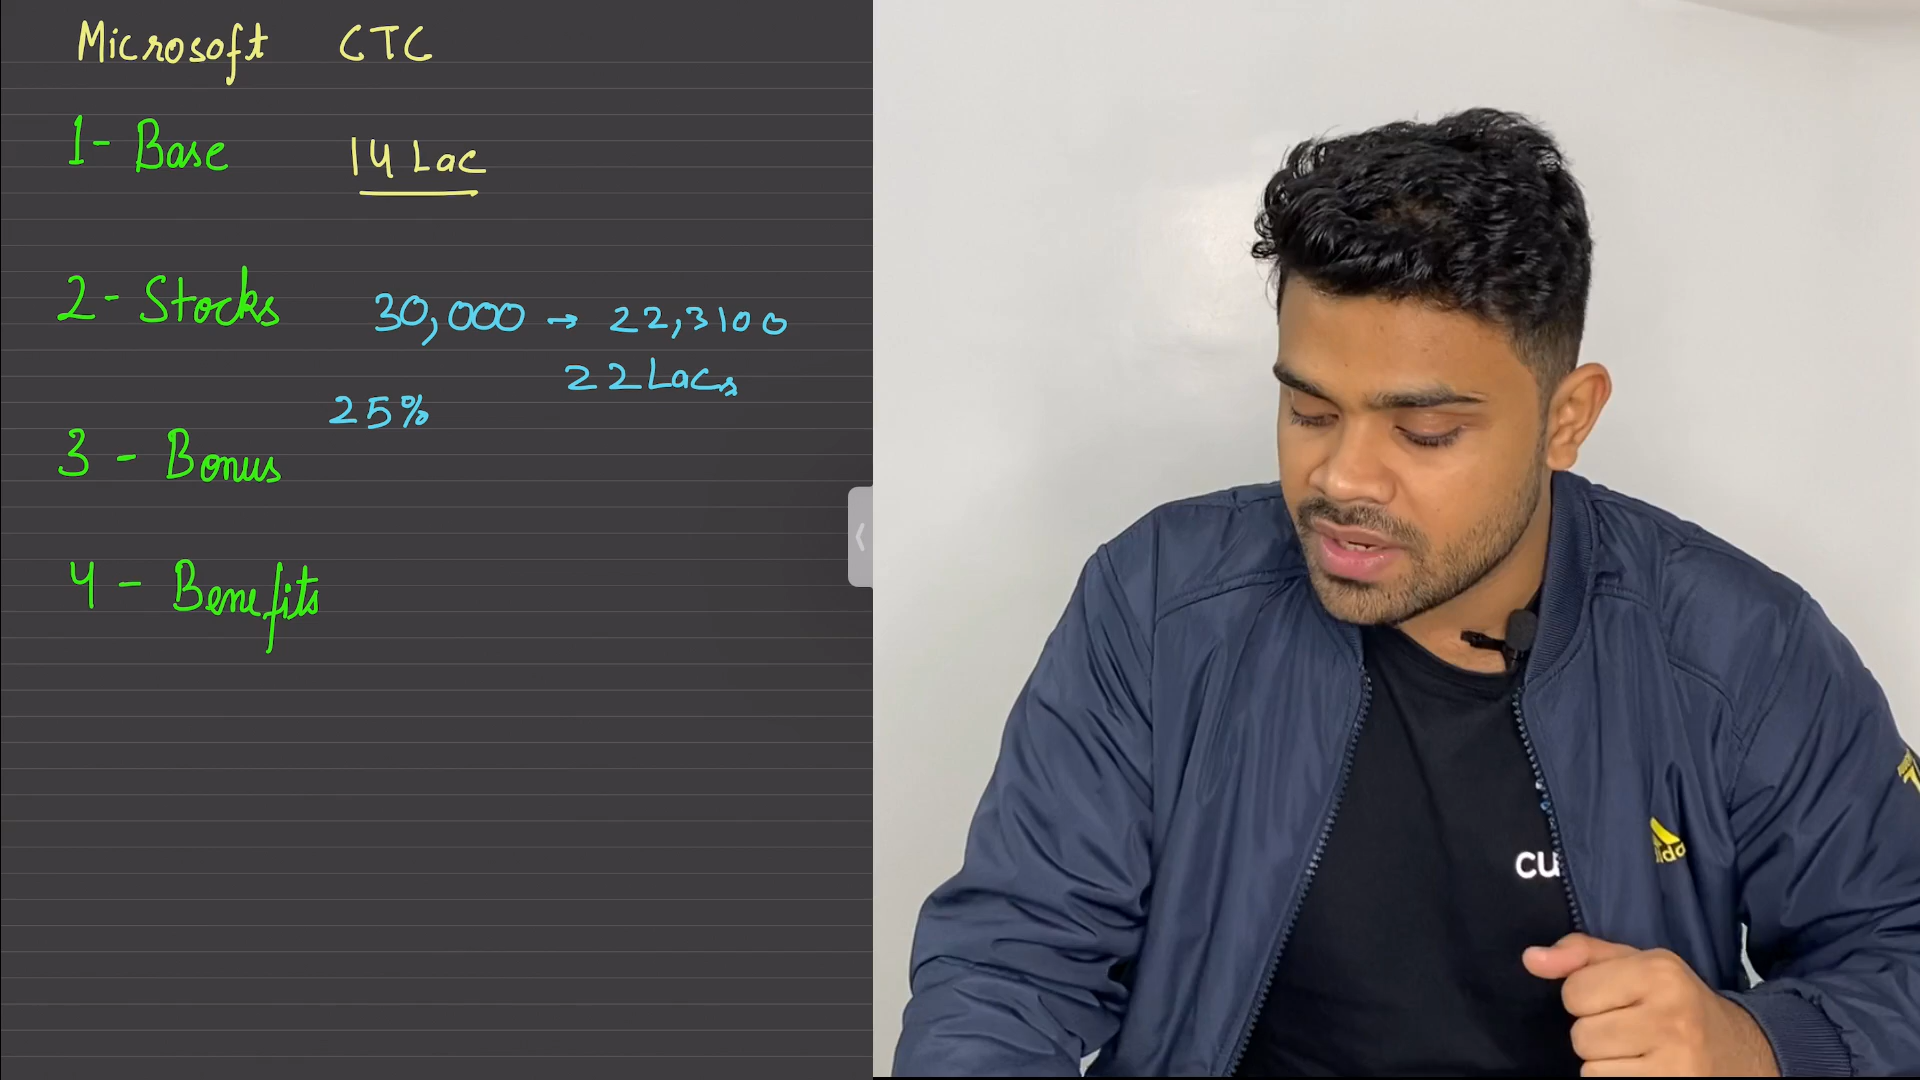 Microsoft CTC
1- Base 14 Lac
2- Stocks 30,000 → 22,3100
22 Lacs
25%
3 - Bonus
4 - Benefits
cu